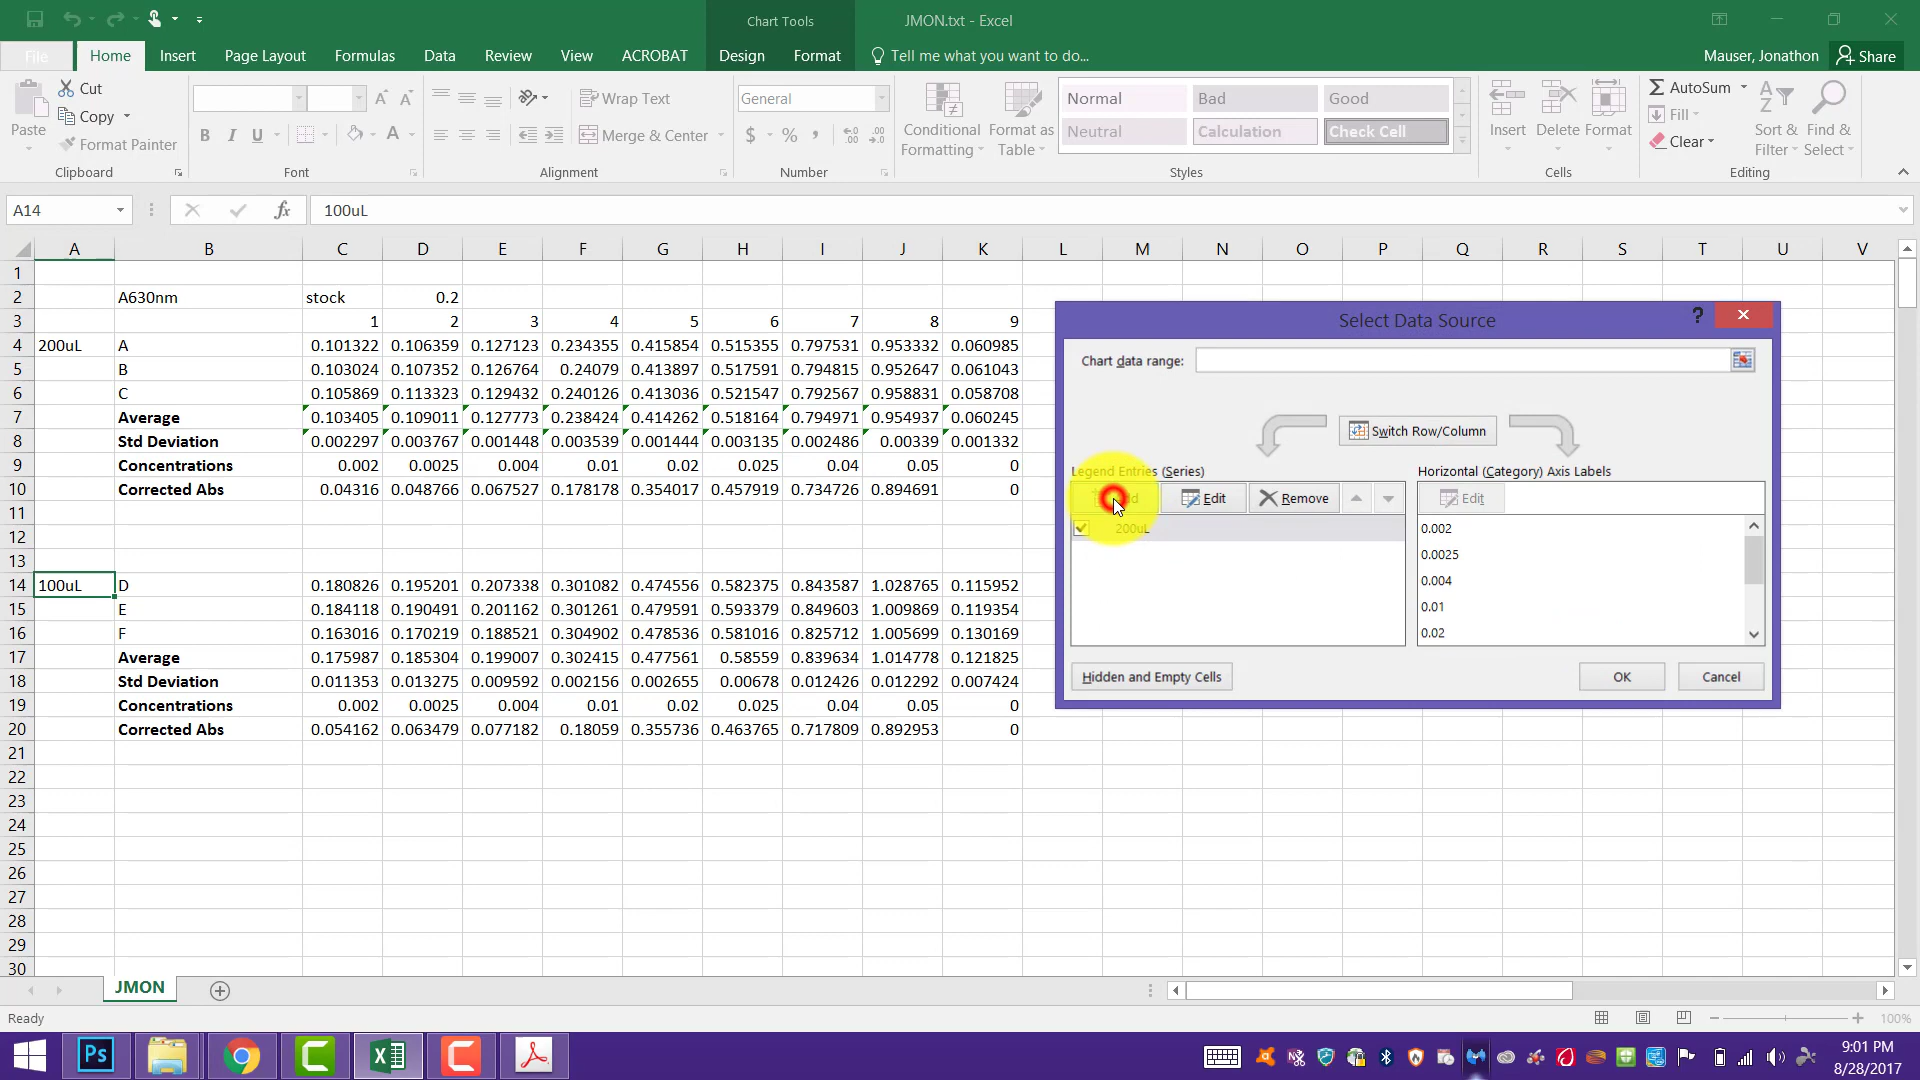 Chart Tools
JMON.txt - Excel
File Home Insert Page Layout Formulas Data Review View ACROBAT Design Format Tell me what you want to do... Mauser, Jonathon Share
Paste
Cut
Copy
Format Painter
Clipboard
B I U A
Font
Wrap Text
Merge & Center
Alignment
General
$ % ,
Number
Conditional Formatting
Format as Table
Normal Bad Good
Neutral Calculation Check Cell
Styles
Insert Delete Format
Cells
AutoSum
Fill
Clear
Sort & Filter
Find & Select
Editing
A14 fx 100uL
A B C D E F G H I J K L M N O P Q R S T U V
1
2 A630nm stock 0.2
3 1 2 3 4 5 6 7 8 9
4 200uL A 0.101322 0.106359 0.127123 0.234355 0.415854 0.515355 0.797531 0.953332 0.060985
5 B 0.103024 0.107352 0.126764 0.24079 0.413897 0.517591 0.794815 0.952647 0.061043
6 C 0.105869 0.113323 0.129432 0.240126 0.413036 0.521547 0.792567 0.958831 0.058708
7 Average 0.103405 0.109011 0.127773 0.238424 0.414262 0.518164 0.794971 0.954937 0.060245
8 Std Deviation 0.002297 0.003767 0.001448 0.003539 0.001444 0.003135 0.002486 0.00339 0.001332
9 Concentrations 0.002 0.0025 0.004 0.01 0.02 0.025 0.04 0.05 0
10 Corrected Abs 0.04316 0.048766 0.067527 0.178178 0.354017 0.457919 0.734726 0.894691 0
11
12
13
14 100uL D 0.180826 0.195201 0.207338 0.301082 0.474556 0.582375 0.843587 1.028765 0.115952
15 E 0.184118 0.190491 0.201162 0.301261 0.479591 0.593379 0.849603 1.009869 0.119354
16 F 0.163016 0.170219 0.188521 0.304902 0.478536 0.581016 0.825712 1.005699 0.130169
17 Average 0.175987 0.185304 0.199007 0.302415 0.477561 0.58559 0.839634 1.014778 0.121825
18 Std Deviation 0.011353 0.013275 0.009592 0.002156 0.002655 0.00678 0.012426 0.012292 0.007424
19 Concentrations 0.002 0.0025 0.004 0.01 0.02 0.025 0.04 0.05 0
20 Corrected Abs 0.054162 0.063479 0.077182 0.18059 0.355736 0.463765 0.717809 0.892953 0
21
22
23
24
25
26
27
28
29
30
Select Data Source
?
Chart data range:
Switch Row/Column
Legend Entries (Series)
Edit Remove
200uL
Horizontal (Category) Axis Labels
Edit
0.002
0.0025
0.004
0.01
0.02
Hidden and Empty Cells
OK Cancel
JMON
Ready
100%
Ps
9:01 PM
8/28/2017